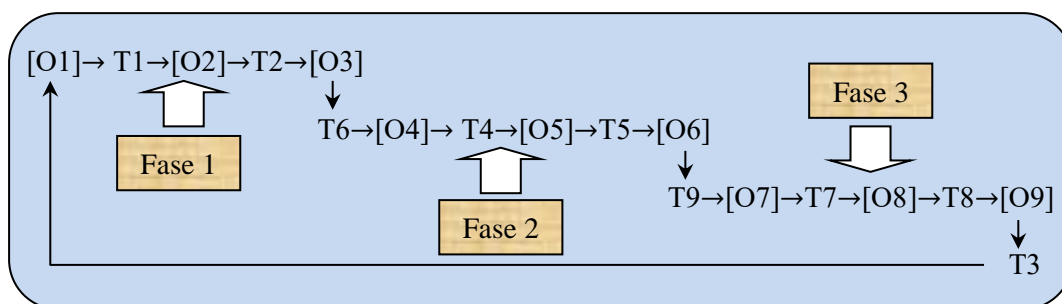 [O1]→ T1→[O2]→T2→[O3]
Fase 3
T6→[O4]→ T4→[O5]→T5→[O6]
Fase 1
T9→[O7]→T7→[O8]→T8→[O9]
Fase 2
T3